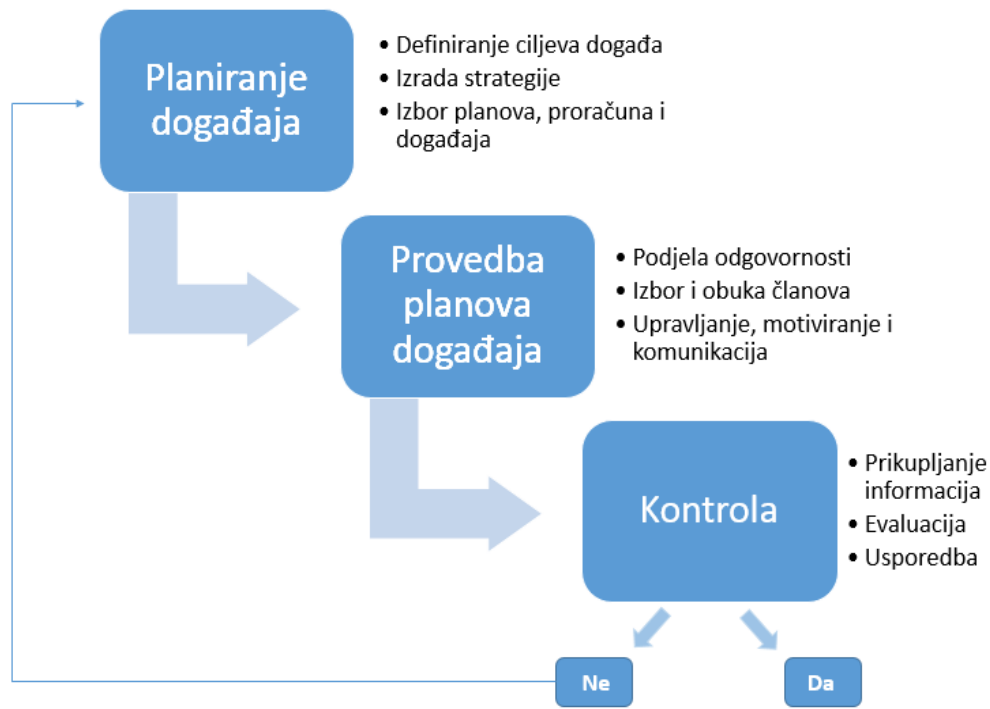 Planiranje
događaja
• Definiranje ciljeva događa
• Izrada strategije
• Izbor planova, proračuna i
događaja
Provedba
planova
događaja
• Podjela odgovornosti
• Izbor i obuka članova
• Upravljanje, motiviranje i
komunikacija
Kontrola
• Prikupljanje
informacija
• Evaluacija
• Usporedba
Ne
Da